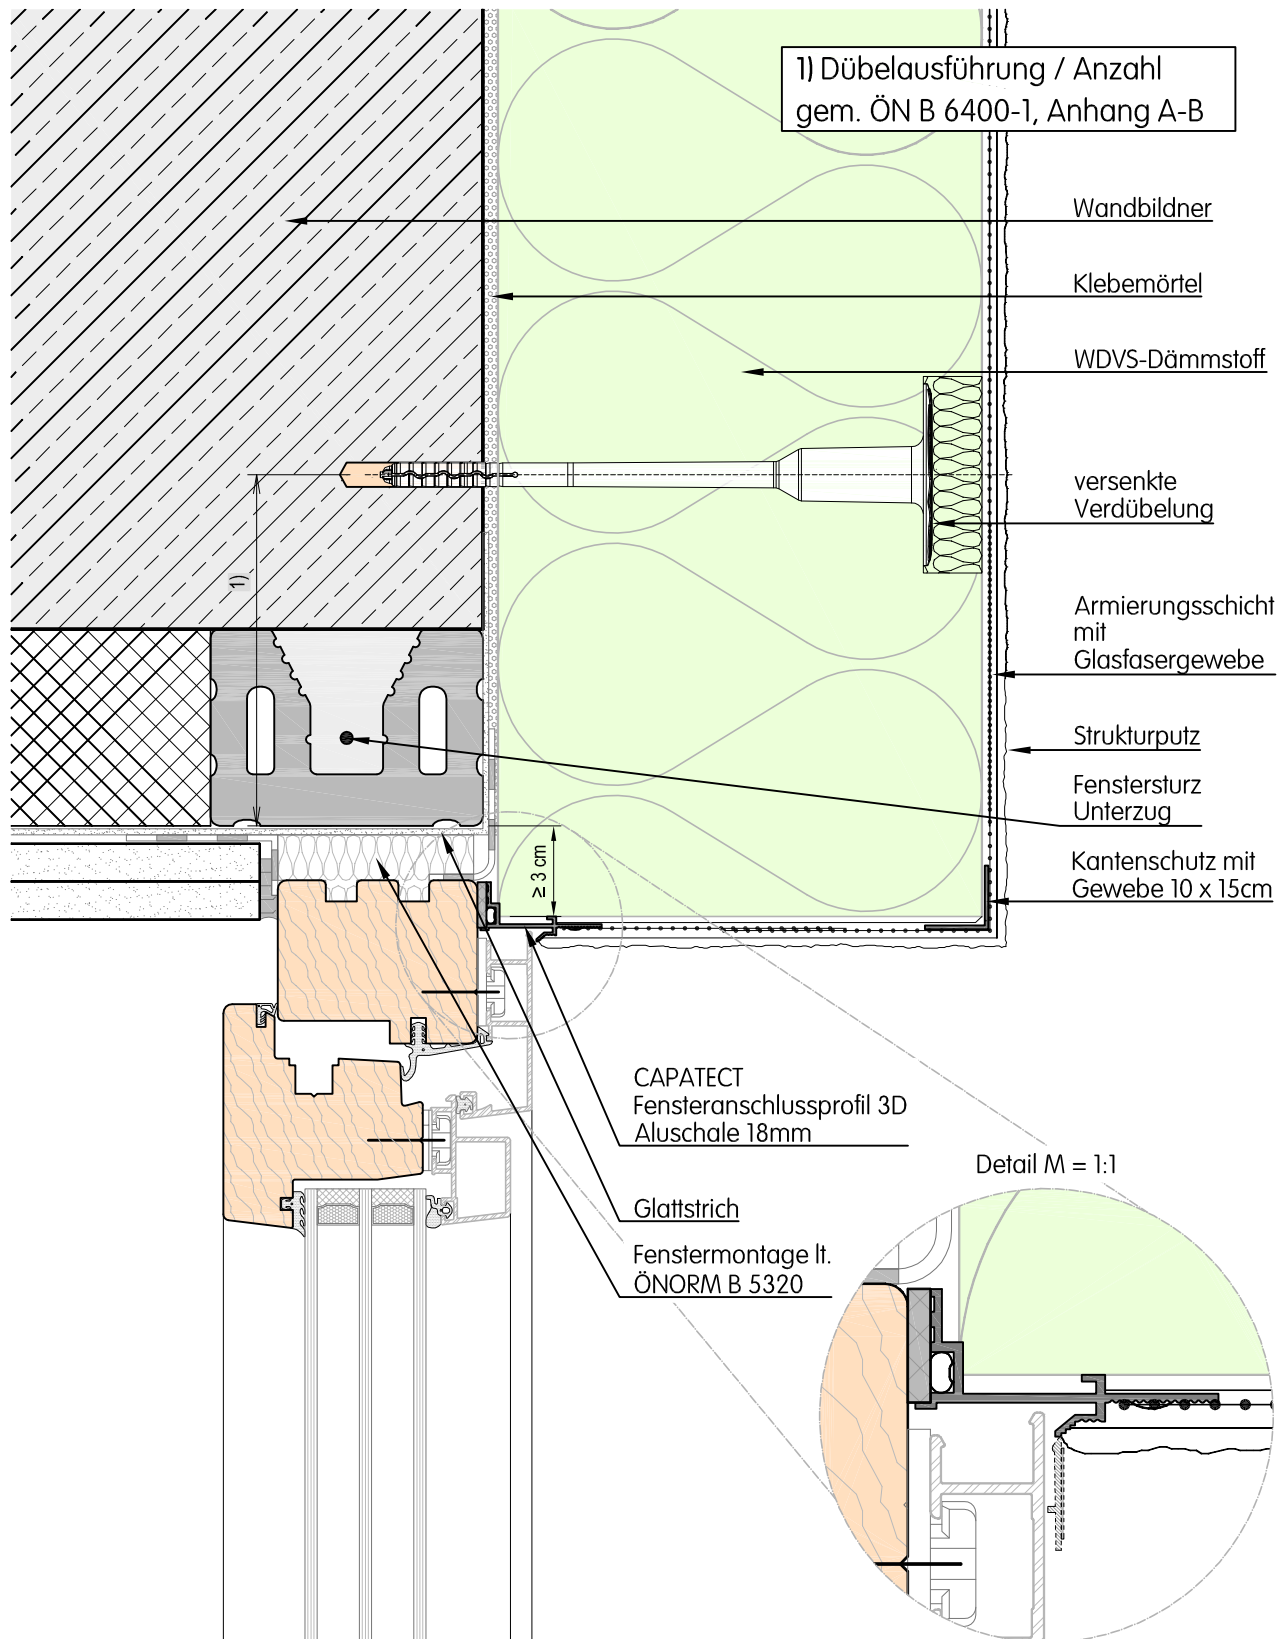 1) Dübelausführung / Anzahl
gem. ÖN B 6400-1, Anhang A-B
Wandbildner
Klebemörtel
WDVS-Dämmstoff
versenkte
Verdübelung
1)
Armierungsschicht
mit
Glasfasergewebe
Strukturputz
Fenstersturz
Unterzug
≥ 3 cm
Kantenschutz mit
Gewebe 10 x 15cm
CAPATECT
Fensteranschlussprofil 3D
Aluschale 18mm
Detail M = 1:1
Glattstrich
Fenstermontage lt.
ÖNORM B 5320